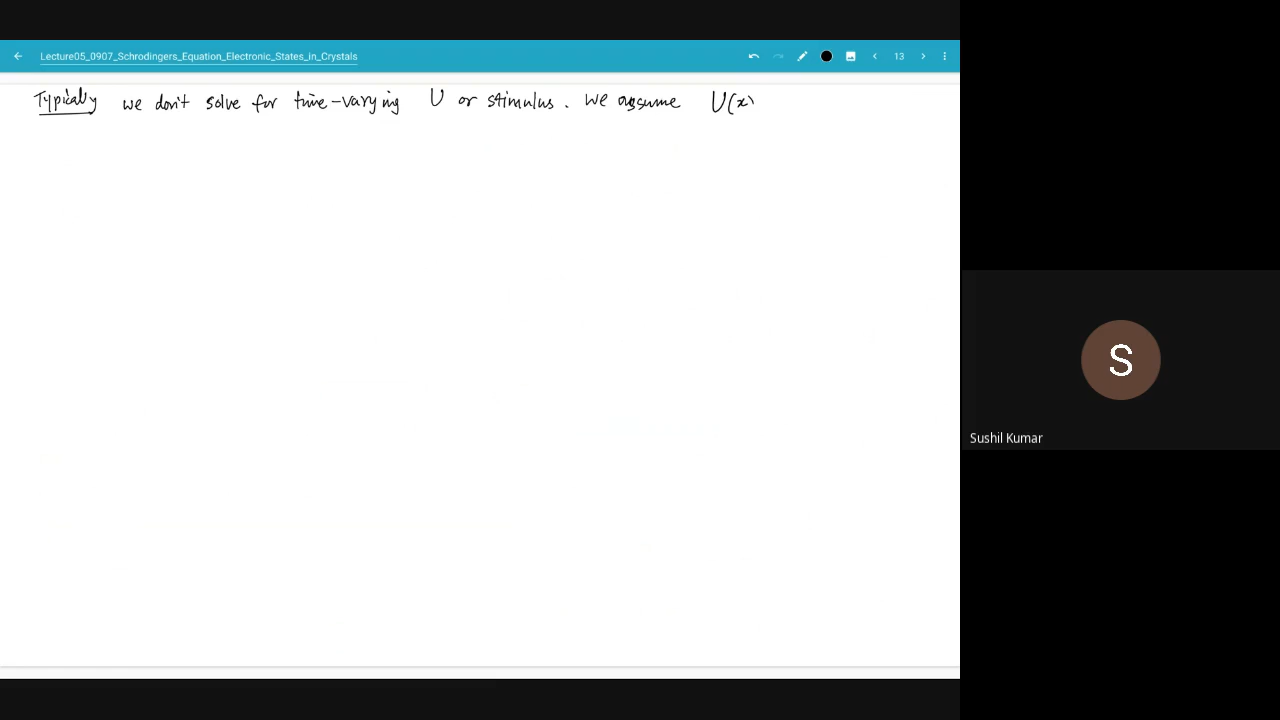 Lecture05_0907_Schrodingers_Equation_Electronic_States_in_Crystals
13
Typically we don't solve for time-varying U or stimulus. We assume U(x)
S
Sushil Kumar